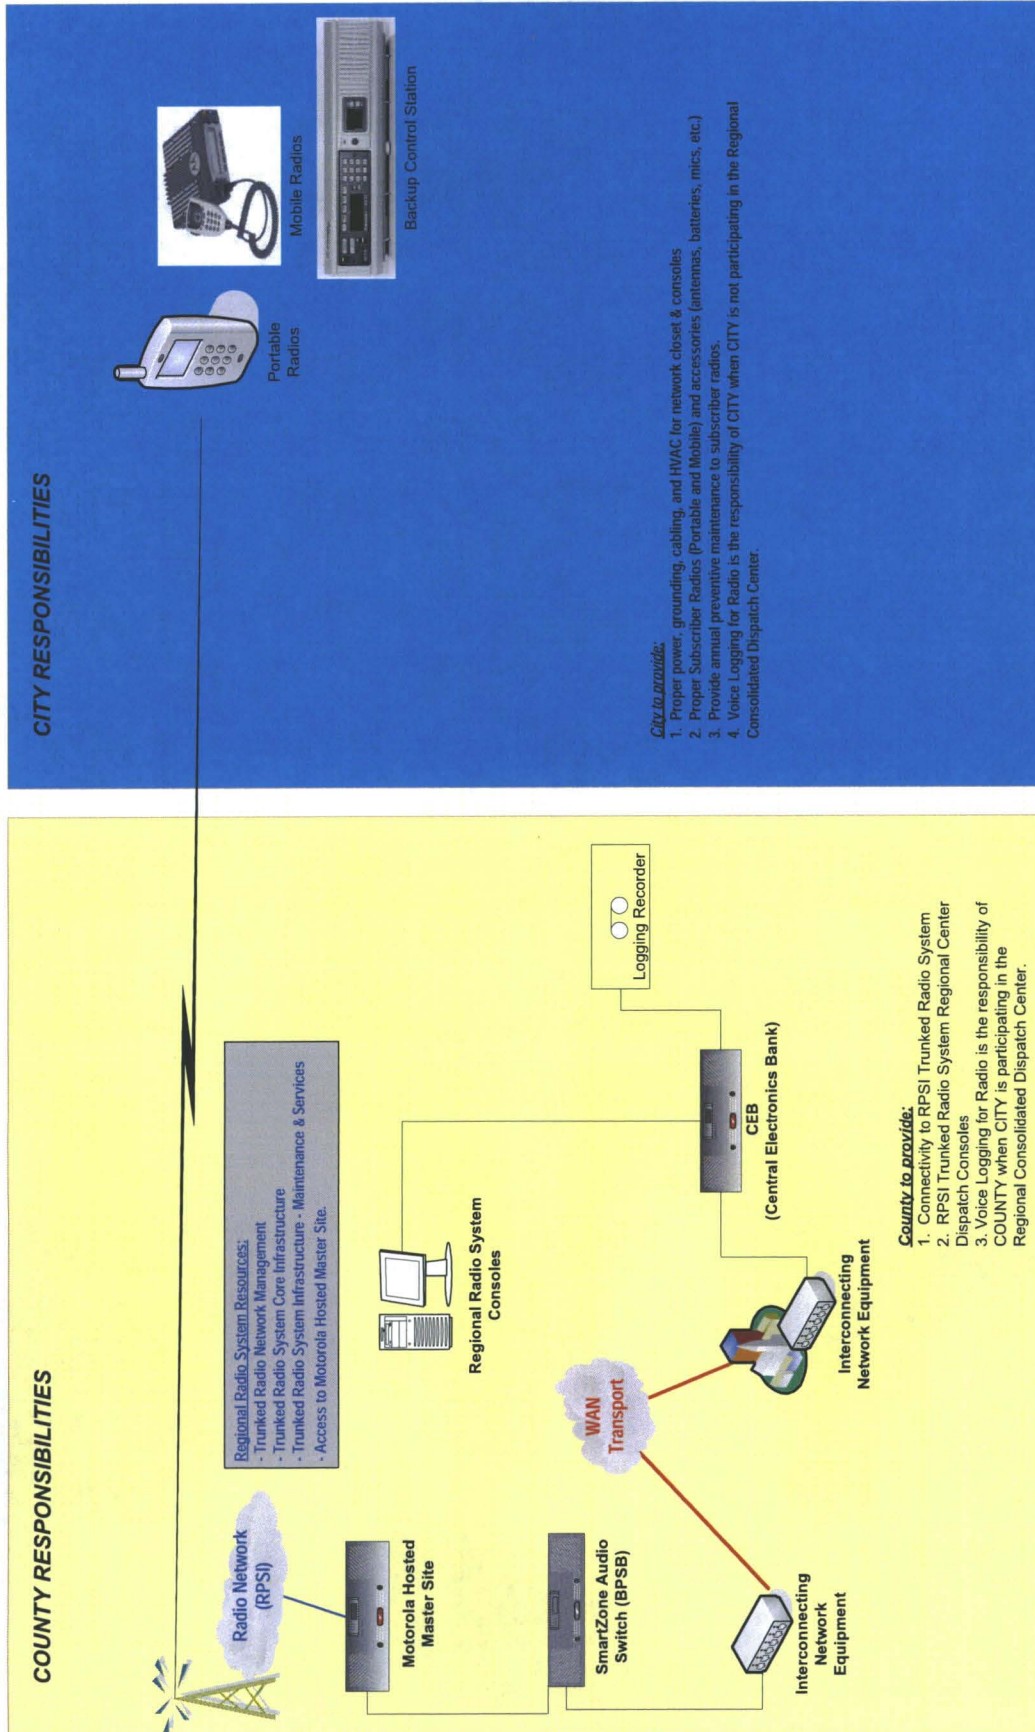 COUNTY RESPONSIBILITIES
Radio Network
(RPSI)
Motorola Hosted
Master Site
SmartZone Audio
Switch (BPSB)
Interconnecting
Network
Equipment
WAN
Transport
Regional Radio System Resources:
- Trunked Radio Network Management
- Trunked Radio System Core Infrastructure
- Trunked Radio System Infrastructure - Maintenance & Services
- Access to Motorola Hosted Master Site.
Regional Radio System
Consoles
Interconnecting
Network Equipment
CEB
(Central Electronics Bank)
Logging Recorder
County to provide:
1. Connectivity to RPSI Trunked Radio System
2. RPSI Trunked Radio System Regional Center
Dispatch Consoles
3. Voice Logging for Radio is the responsibility of
COUNTY when CITY is participating in the
Regional Consolidated Dispatch Center.
CITY RESPONSIBILITIES
Portable
Radios
Mobile Radios
Backup Control Station
City to provide:
1. Proper power, grounding, cabling, and HVAC for network closet & consoles
2. Proper Subscriber Radios (Portable and Mobile) and accessories (antennas, batteries, mics, etc.)
3. Provide annual preventive maintenance to subscriber radios.
4. Voice Logging for Radio is the responsibility of CITY when CITY is not participating in the Regional
Consolidated Dispatch Center.